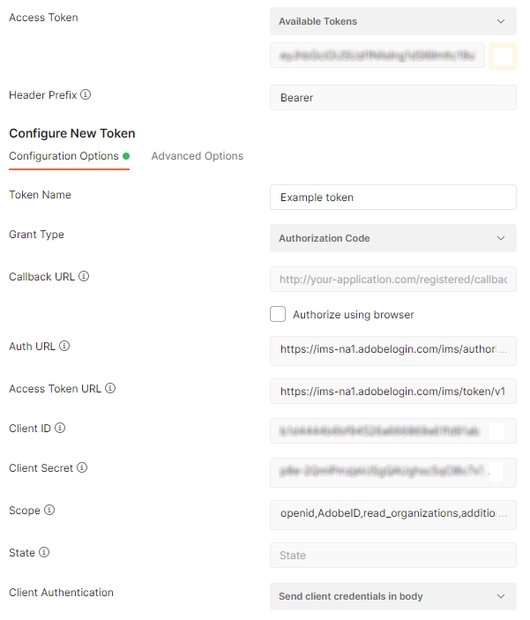 Access Token
Available Tokens
Header Prefix
Bearer
Configure New Token
Configuration Options
Advanced Options
Token Name
Example token
Grant Type
Authorization Code
Callback URL
http://your-application.com/registered/callbac
Authorize using browser
Auth URL
https://ims-na1.adobelogin.com/ims/author...
Access Token URL
https://ims-na1.adobelogin.com/ims/token/v1
Client ID
Client Secret
Scope
openid,AdobeID,read_organizations,additio...
State
State
Client Authentication
Send client credentials in body